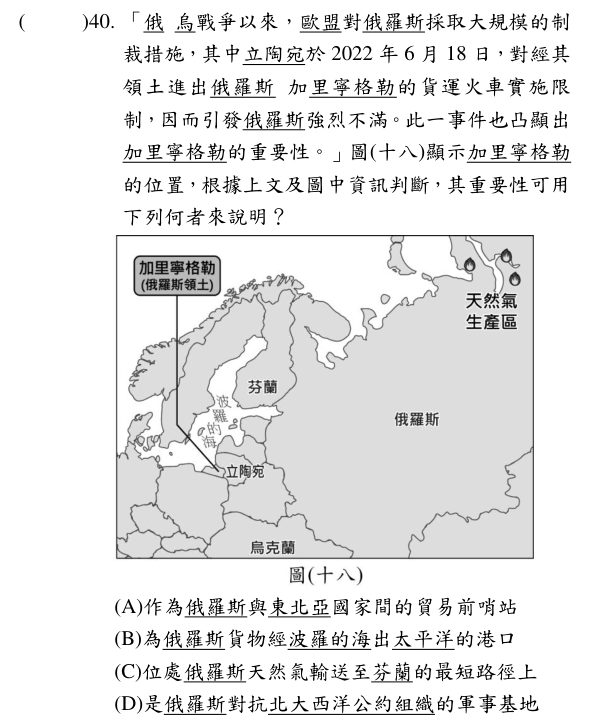 (　　)40. 「俄 烏戰爭以來，歐盟對俄羅斯採取大規模的制
裁措施，其中立陶宛於 2022 年 6 月 18 日，對經其
領土進出俄羅斯 加里寧格勒的貨運火車實施限
制，因而引發俄羅斯強烈不滿。此一事件也凸顯出
加里寧格勒的重要性。」圖(十八)顯示加里寧格勒
的位置，根據上文及圖中資訊判斷，其重要性可用
下列何者來說明？
加里寧格勒
(俄羅斯領土)
天然氣
生產區
芬蘭
波羅的海
俄羅斯
立陶宛
烏克蘭
圖(十八)
(A)作為俄羅斯與東北亞國家間的貿易前哨站
(B)為俄羅斯貨物經波羅的海出太平洋的港口
(C)位處俄羅斯天然氣輸送至芬蘭的最短路徑上
(D)是俄羅斯對抗北大西洋公約組織的軍事基地